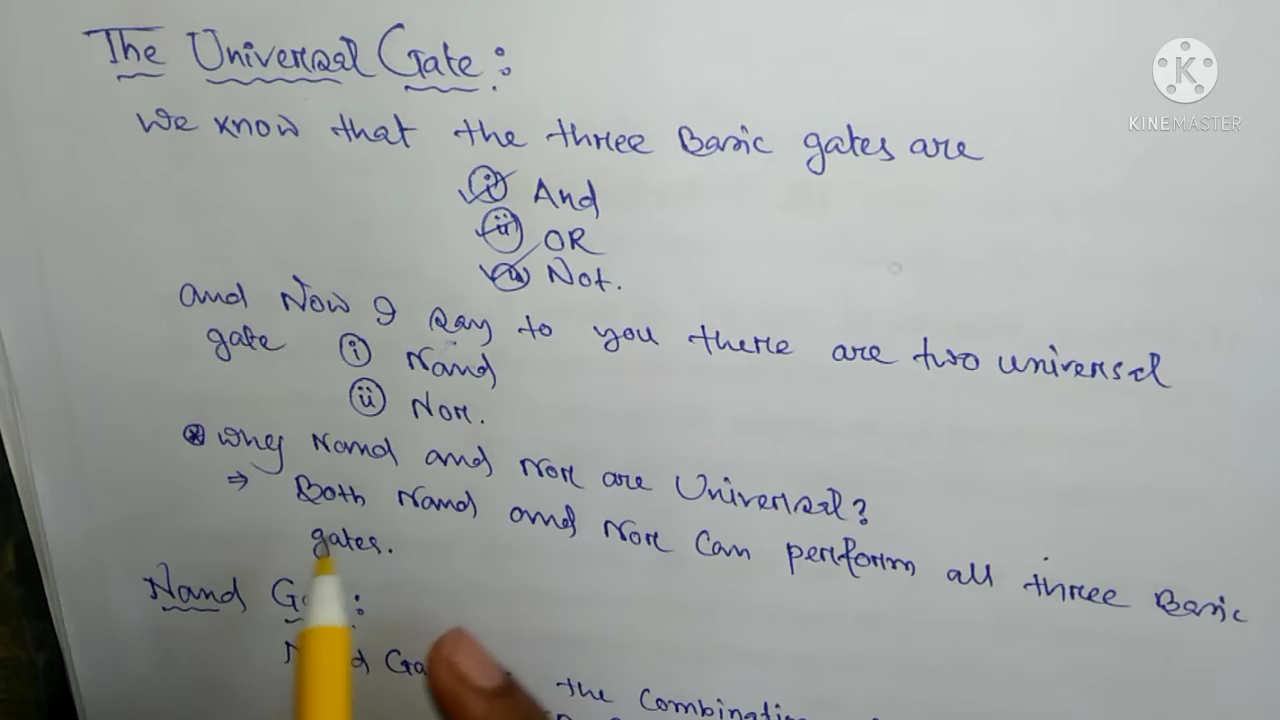 The Universal Gate:
KINEMASTER
We know that the three Basic gates are
i And
ii OR
Not.
and Now I say to you there are two universal
gate i Nand
ii Nor.
Why Nand and Nor are Universal?
⇒ Both Nand and Nor can perform all three Basic
gates.
Nand
the Combination